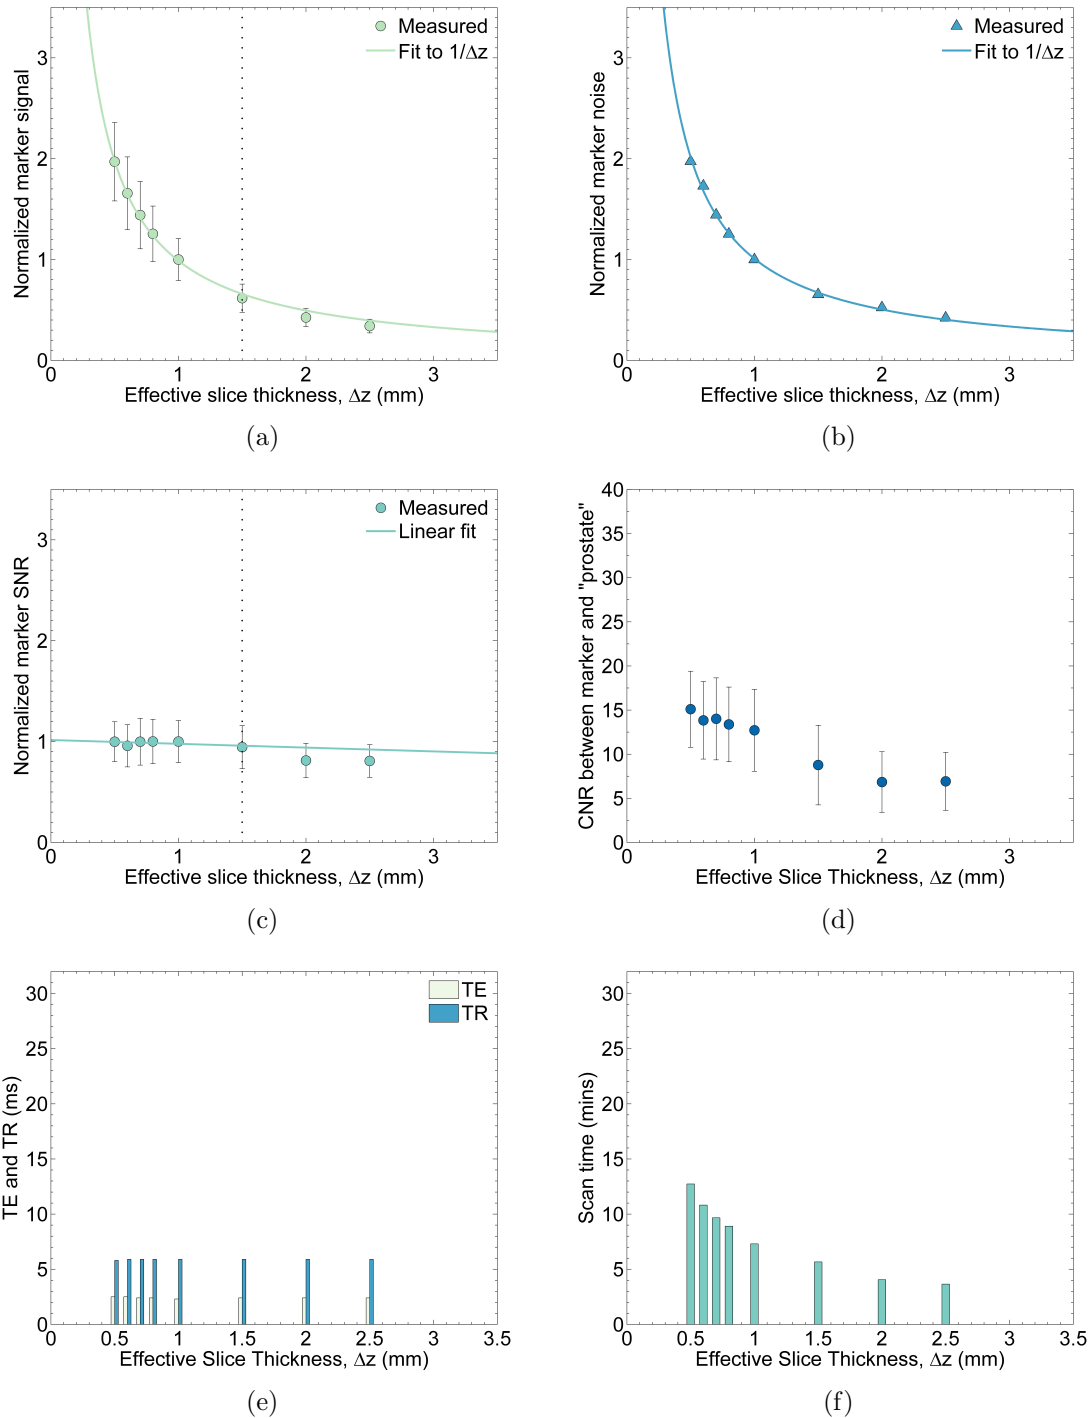 Normalized marker signal
3
2
1
0
0 1 2 3
Measured
Fit to 1/Δz
Effective slice thickness, Δz (mm)
(a)
Normalized marker noise
3
2
1
0
0 1 2 3
Measured
Fit to 1/Δz
Effective slice thickness, Δz (mm)
(b)
Normalized marker SNR
3
2
1
0
0 1 2 3
Measured
Linear fit
Effective slice thickness, Δz (mm)
(c)
CNR between marker and "prostate"
40
35
30
25
20
15
10
5
0
0 1 2 3
Effective Slice Thickness, Δz (mm)
(d)
TE and TR (ms)
30
25
20
15
10
5
0
0 0.5 1 1.5 2 2.5 3 3.5
TE
TR
Effective Slice Thickness, Δz (mm)
(e)
Scan time (mins)
30
25
20
15
10
5
0
0 0.5 1 1.5 2 2.5 3 3.5
Effective Slice Thickness, Δz (mm)
(f)